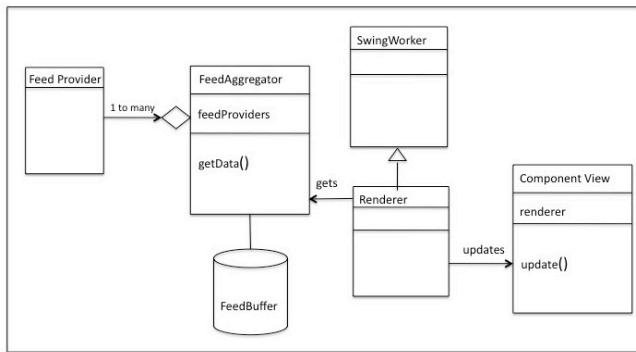 SwingWorker
Feed Provider
FeedAggregator
1 to many
feedProviders
getData()
gets
Renderer
Component View
renderer
updates
update()
FeedBuffer